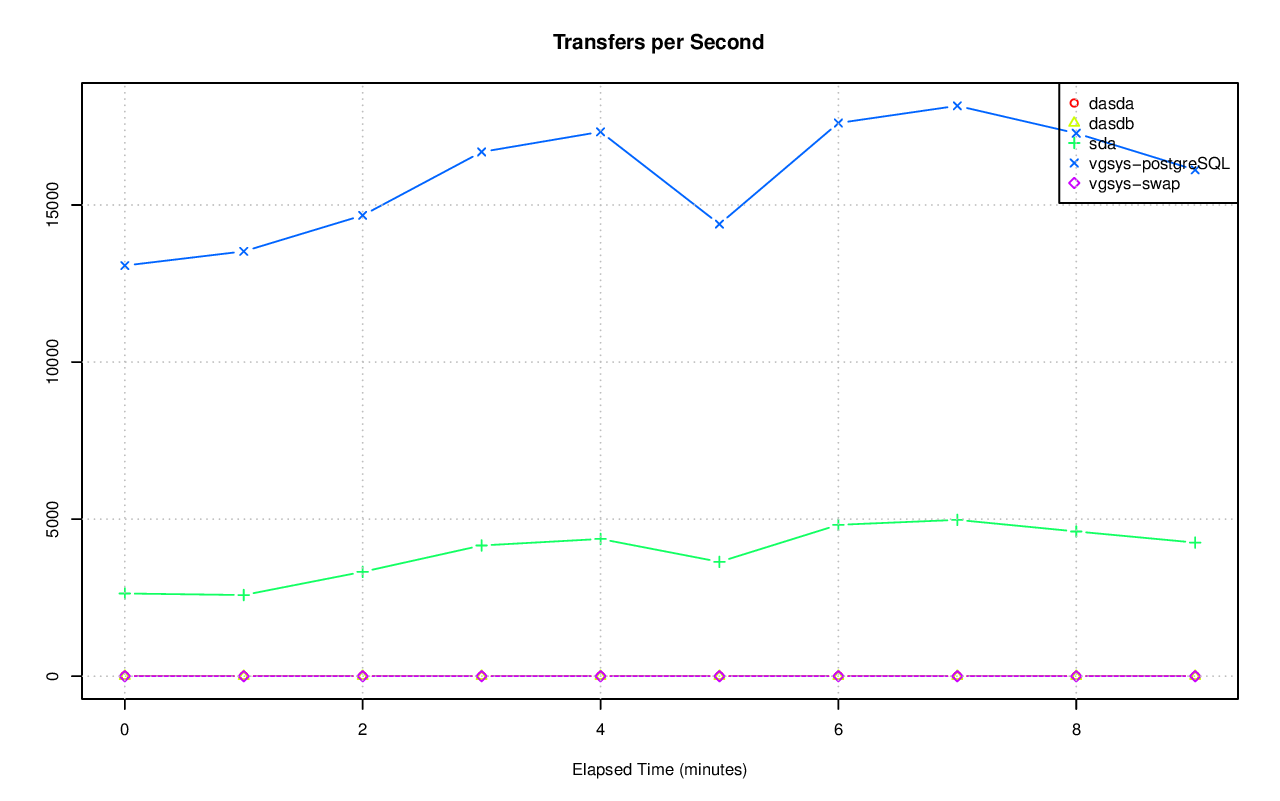 Transfers per Second
dasda
dasdb
sda
vgsys−postgreSQL
vgsys−swap
15000
10000
5000
0
0 2 4 6 8
Elapsed Time (minutes)